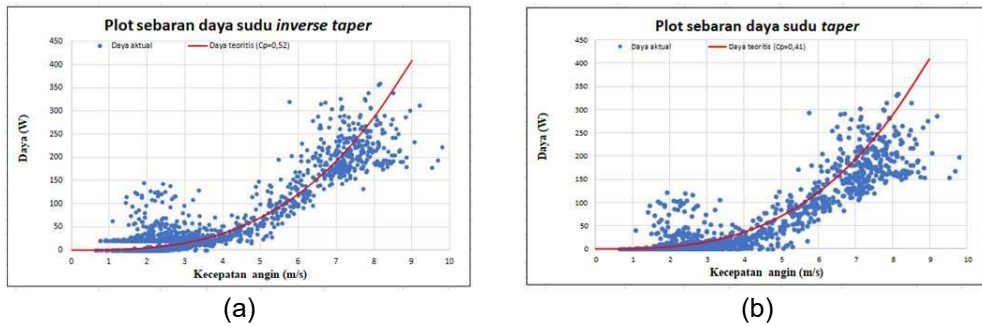 Plot sebaran daya sudu inverse taper
Daya aktual
Daya teoritis (Cp=0,52)
450
400
350
300
250
200
150
100
50
0
Daya (W)
0 1 2 3 4 5 6 7 8 9 10
Kecepatan angin (m/s)
(a)
Plot sebaran daya sudu taper
Daya aktual
Daya teoritis (Cp=0,41)
450
400
350
300
250
200
150
100
50
0
Daya (W)
0 1 2 3 4 5 6 7 8 9 10
Kecepatan angin (m/s)
(b)